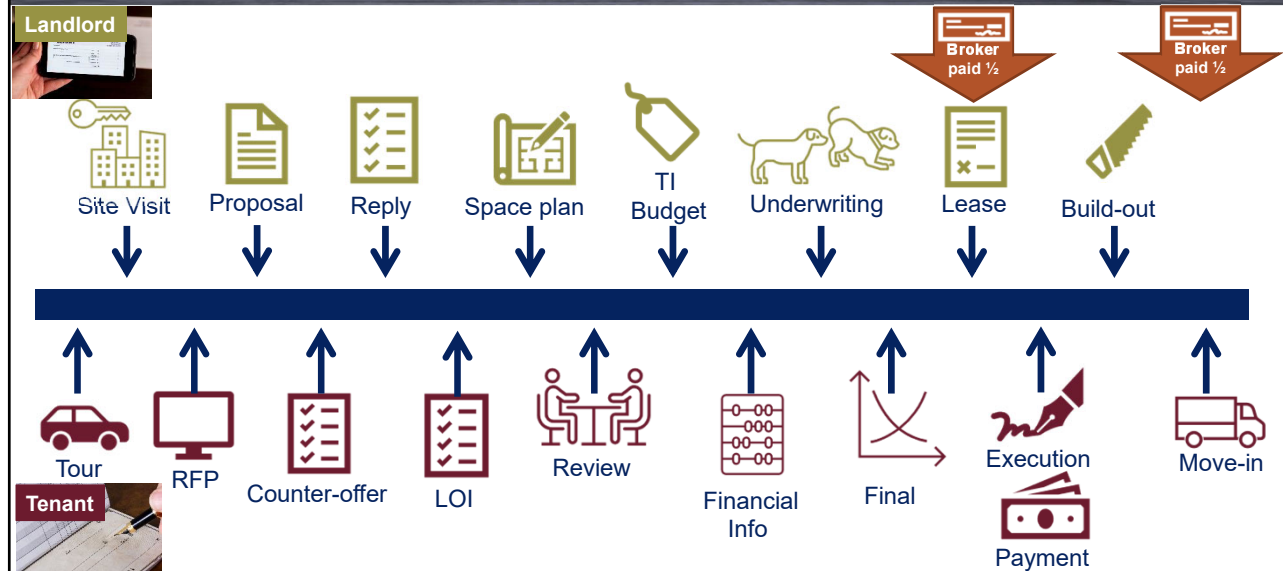 Landlord
Broker
paid ½
Broker
paid ½
Site Visit
Proposal
Reply
Space plan
TI
Budget
Underwriting
Lease
Build-out
Tour
RFP
Counter-offer
LOI
Review
Financial
Info
Final
Execution
Payment
Move-in
Tenant